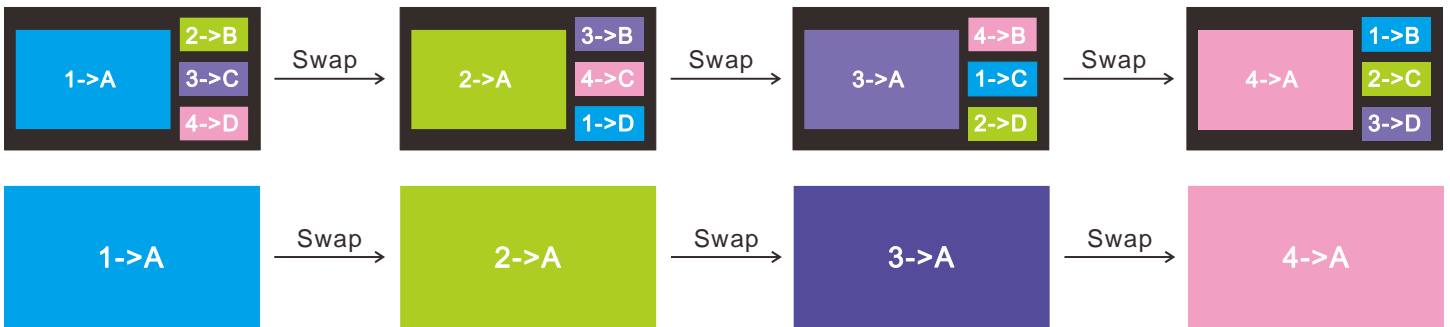 1->A
2->B
3->C
4->D
Swap
2->A
3->B
4->C
1->D
Swap
3->A
4->B
1->C
2->D
Swap
4->A
1->B
2->C
3->D
1->A
Swap
2->A
Swap
3->A
Swap
4->A